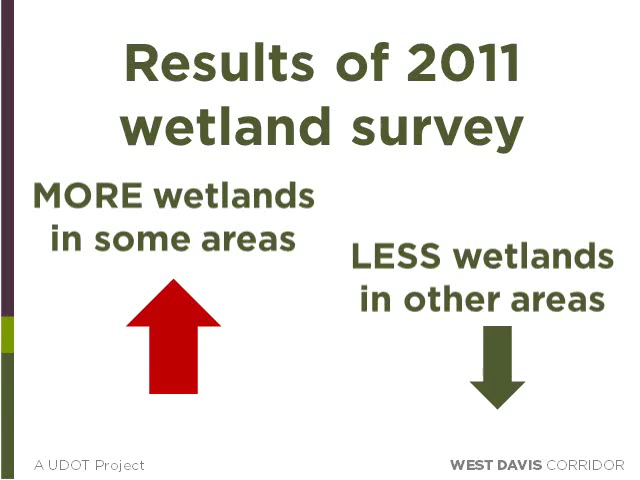 Results of 2011
wetland survey
MORE wetlands
in some areas
LESS wetlands
in other areas
A UDOT Project
WEST DAVIS CORRIDOR